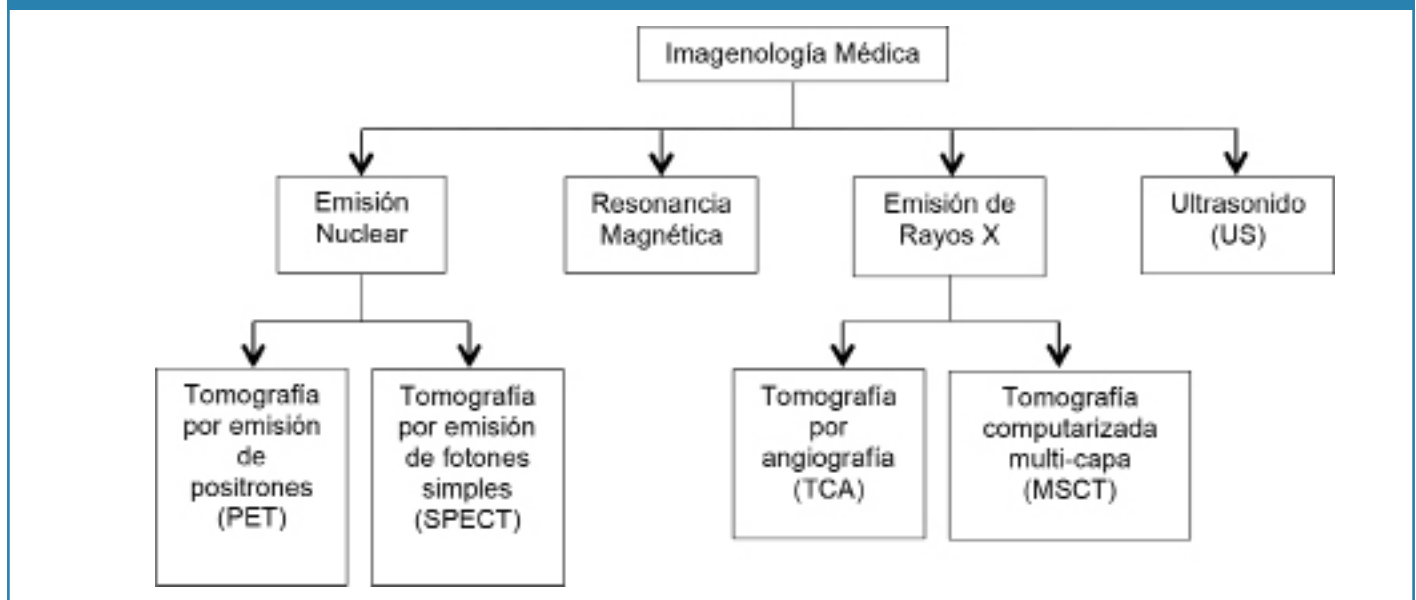 Imagenología Médica
Emisión
Nuclear
Resonancia
Magnética
Emisión de
Rayos X
Ultrasonido
(US)
Tomografía
por emisión
de
positrones
(PET)
Tomografía
por emisión
de fotones
simples
(SPECT)
Tomografía
por
angiografía
(TCA)
Tomografía
computarizada
multi-capa
(MSCT)